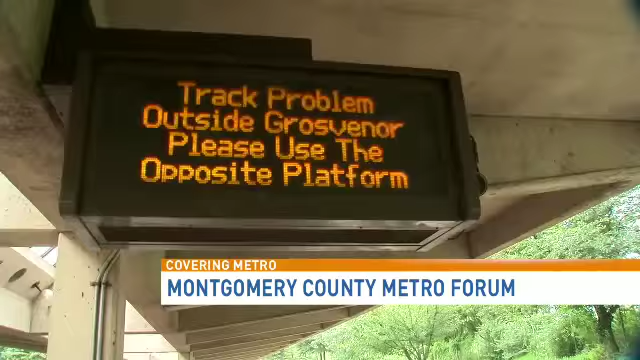 Track Problem
Outside Grosvenor
Please Use The
Opposite Platform
COVERING METRO
MONTGOMERY COUNTY METRO FORUM